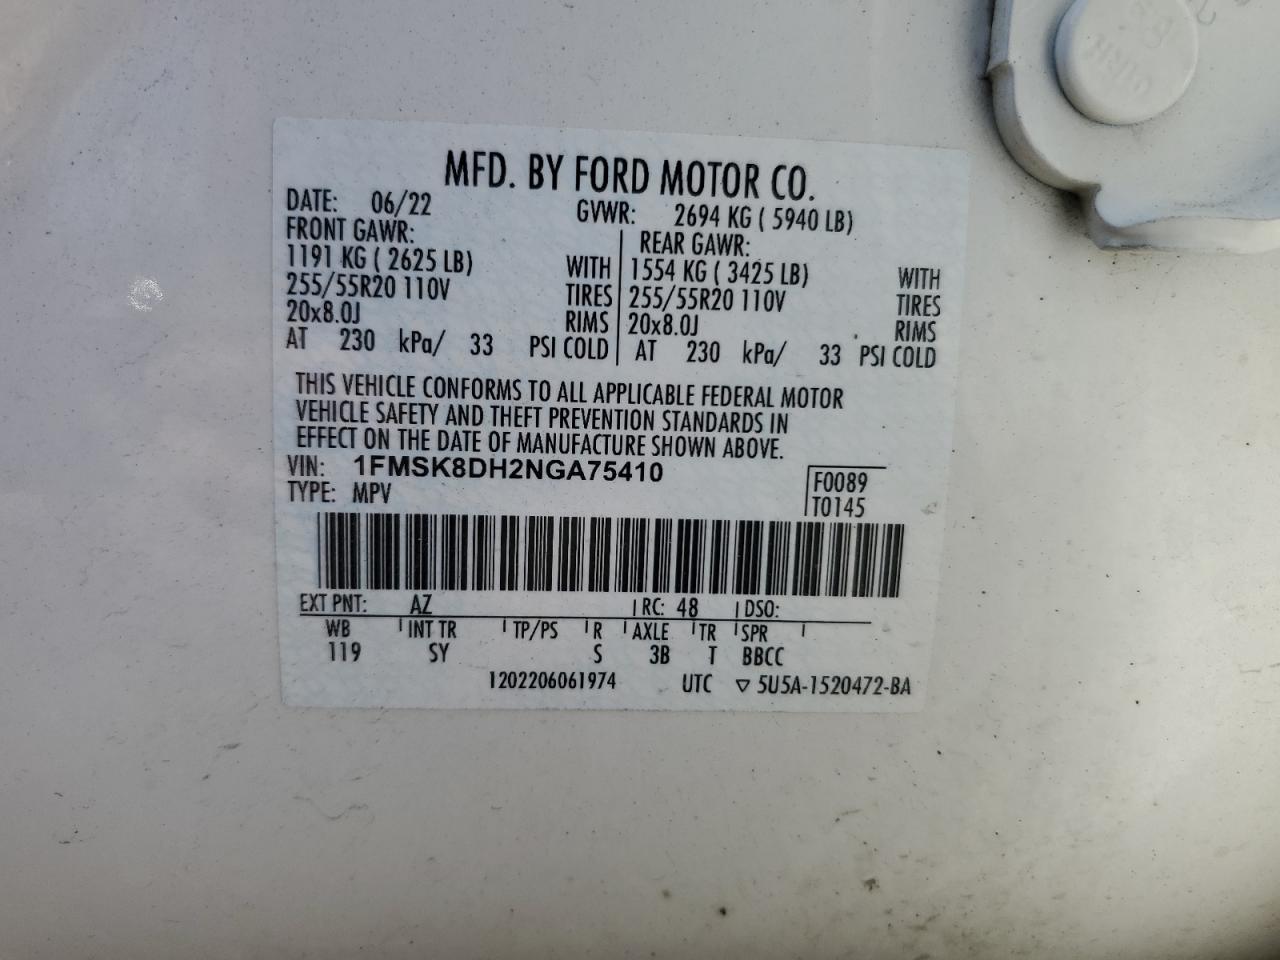 MFD. BY FORD MOTOR CO.
DATE: 06/22 GVWR: 2694 KG ( 5940 LB)
FRONT GAWR: REAR GAWR:
1191 KG ( 2625 LB) WITH 1554 KG ( 3425 LB) WITH
255/55R20 110V TIRES 255/55R20 110V TIRES
20x8.0J RIMS 20x8.0J RIMS
AT 230 kPa/ 33 PSI COLD AT 230 kPa/ 33 PSI COLD
THIS VEHICLE CONFORMS TO ALL APPLICABLE FEDERAL MOTOR
VEHICLE SAFETY AND THEFT PREVENTION STANDARDS IN
EFFECT ON THE DATE OF MANUFACTURE SHOWN ABOVE.
VIN: 1FMSK8DH2NGA75410
TYPE: MPV
F0089
T0145
EXT PNT: AZ RC: 48 DSO:
WB INT TR TP/PS R AXLE TR SPR
119 SY S 3B T BBCC
1202206061974 UTC ▽ 5U5A-1520472-BA